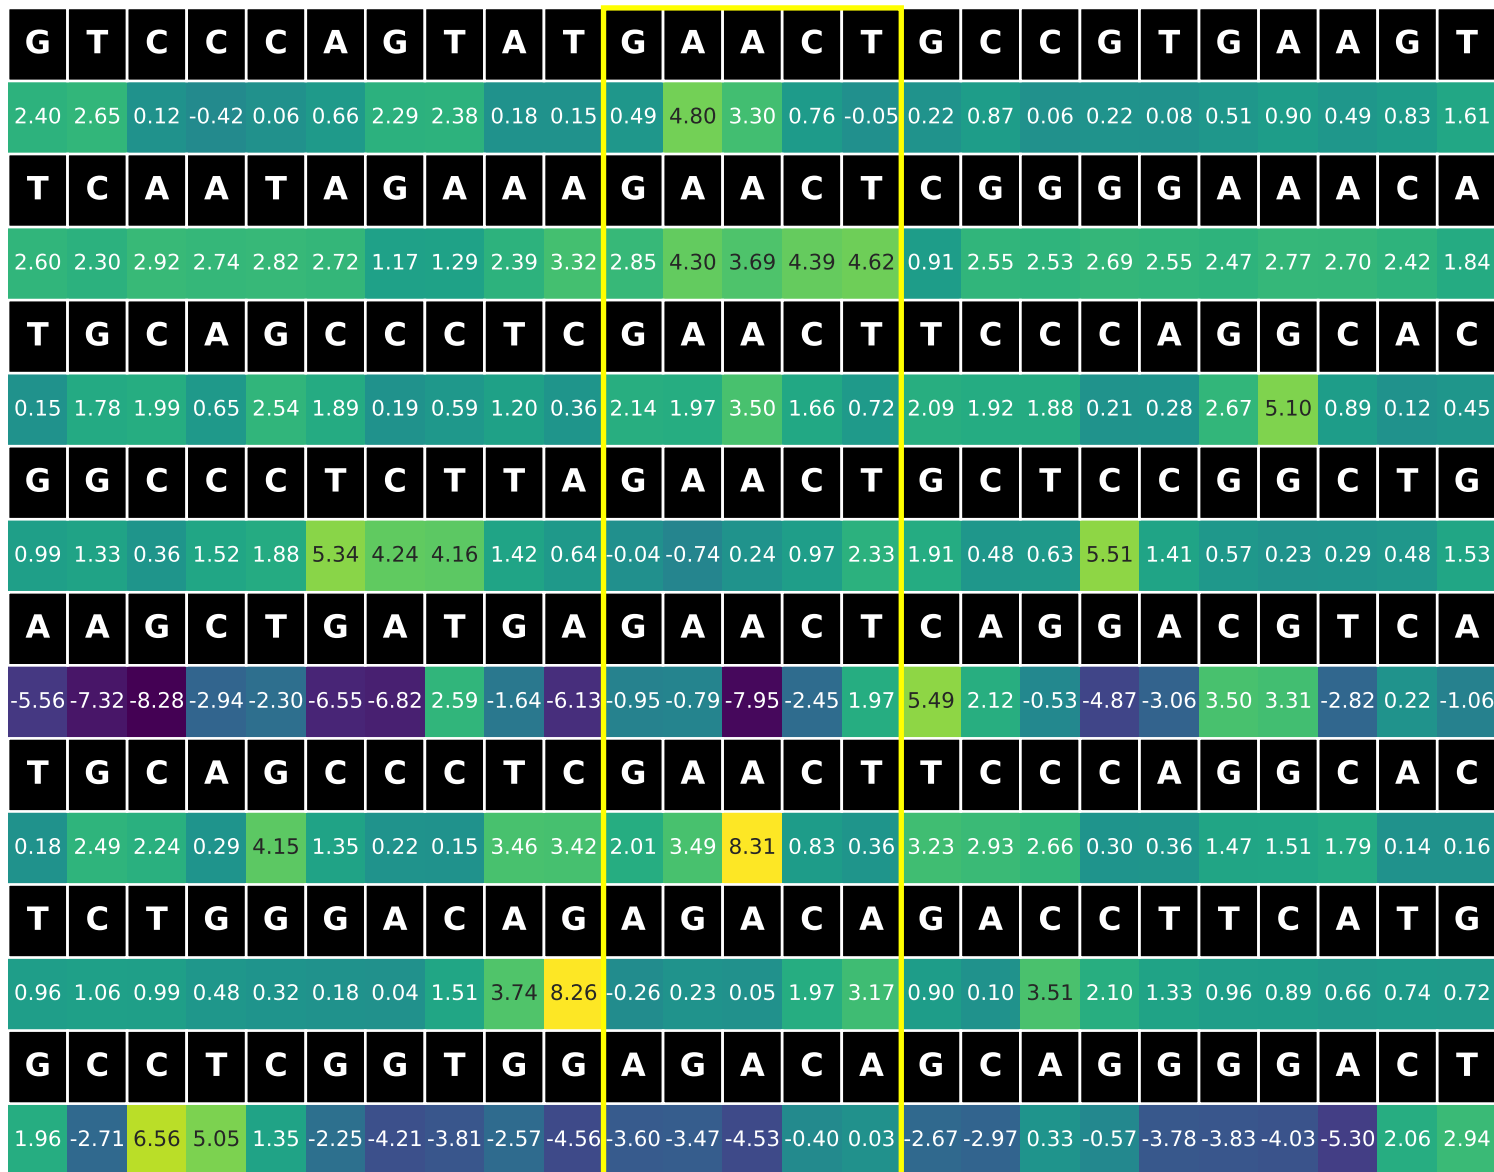 G T C C C A G T A T G A A C T G C C G T G A A G T
2.40 2.65 0.12 -0.42 0.06 0.66 2.29 2.38 0.18 0.15 0.49 4.80 3.30 0.76 -0.05 0.22 0.87 0.06 0.22 0.08 0.51 0.90 0.49 0.83 1.61
T C A A T A G A A A G A A C T C G G G G A A A C A
2.60 2.30 2.92 2.74 2.82 2.72 1.17 1.29 2.39 3.32 2.85 4.30 3.69 4.39 4.62 0.91 2.55 2.53 2.69 2.55 2.47 2.77 2.70 2.42 1.84
T G C A G C C C T C G A A C T T C C C A G G C A C
0.15 1.78 1.99 0.65 2.54 1.89 0.19 0.59 1.20 0.36 2.14 1.97 3.50 1.66 0.72 2.09 1.92 1.88 0.21 0.28 2.67 5.10 0.89 0.12 0.45
G G C C C T C T T A G A A C T G C T C C G G C T G
0.99 1.33 0.36 1.52 1.88 5.34 4.24 4.16 1.42 0.64 -0.04 -0.74 0.24 0.97 2.33 1.91 0.48 0.63 5.51 1.41 0.57 0.23 0.29 0.48 1.53
A A G C T G A T G A G A A C T C A G G A C G T C A
-5.56 -7.32 -8.28 -2.94 -2.30 -6.55 -6.82 2.59 -1.64 -6.13 -0.95 -0.79 -7.95 -2.45 1.97 5.49 2.12 -0.53 -4.87 -3.06 3.50 3.31 -2.82 0.22 -1.06
T G C A G C C C T C G A A C T T C C C A G G C A C
0.18 2.49 2.24 0.29 4.15 1.35 0.22 0.15 3.46 3.42 2.01 3.49 8.31 0.83 0.36 3.23 2.93 2.66 0.30 0.36 1.47 1.51 1.79 0.14 0.16
T C T G G G A C A G A G A C A G A C C T T C A T G
0.96 1.06 0.99 0.48 0.32 0.18 0.04 1.51 3.74 8.26 -0.26 0.23 0.05 1.97 3.17 0.90 0.10 3.51 2.10 1.33 0.96 0.89 0.66 0.74 0.72
G C C T C G G T G G A G A C A G C A G G G G A C T
1.96 -2.71 6.56 5.05 1.35 -2.25 -4.21 -3.81 -2.57 -4.56 -3.60 -3.47 -4.53 -0.40 0.03 -2.67 -2.97 0.33 -0.57 -3.78 -3.83 -4.03 -5.30 2.06 2.94